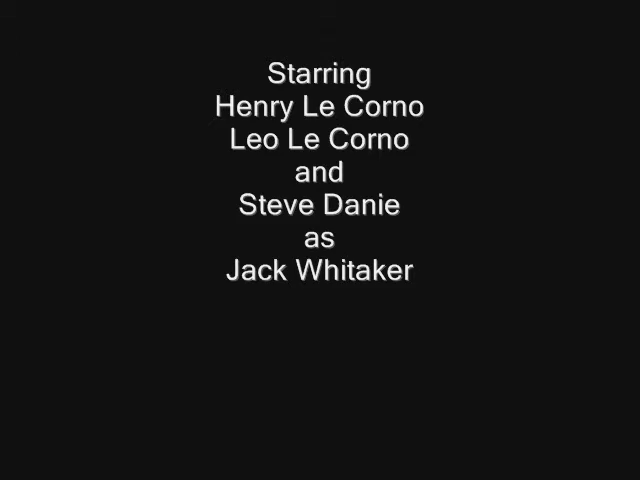 Starring
Henry Le Corno
Leo Le Corno
and
Steve Danie
as
Jack Whitaker